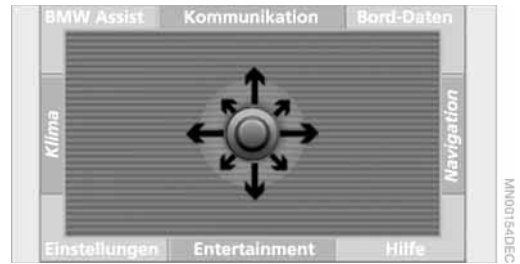 BMW Assist Kommunikation Bord-Daten
Klima
Navigation
Einstellungen Entertainment Hilfe
MN00154DEC